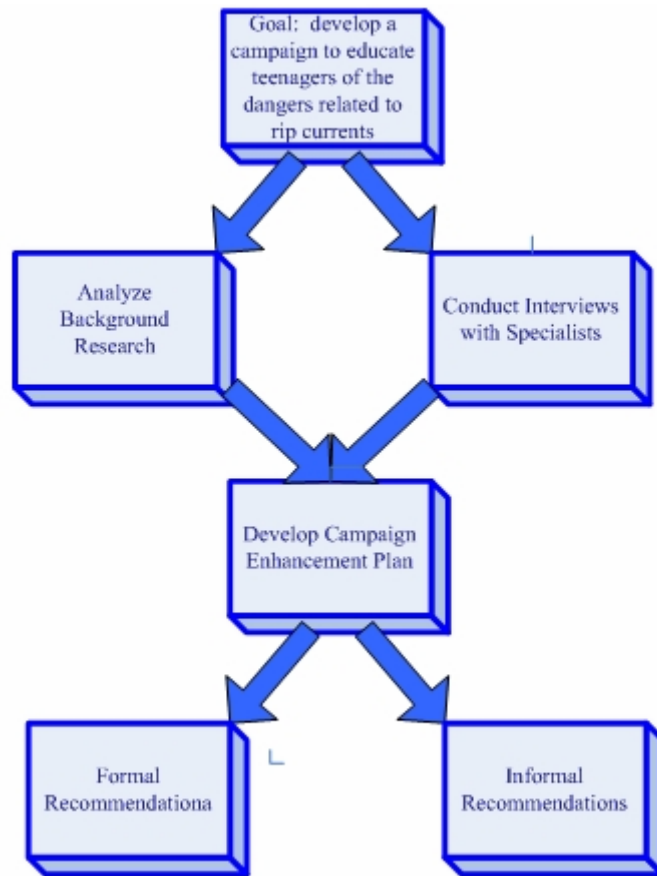 Goal: develop a
campaign to educate
teenagers of the
dangers related to
rip currents
Analyze
Background
Research
Conduct Interviews
with Specialists
Develop Campaign
Enhancement Plan
Formal
Recommendationa
Informal
Recommendations